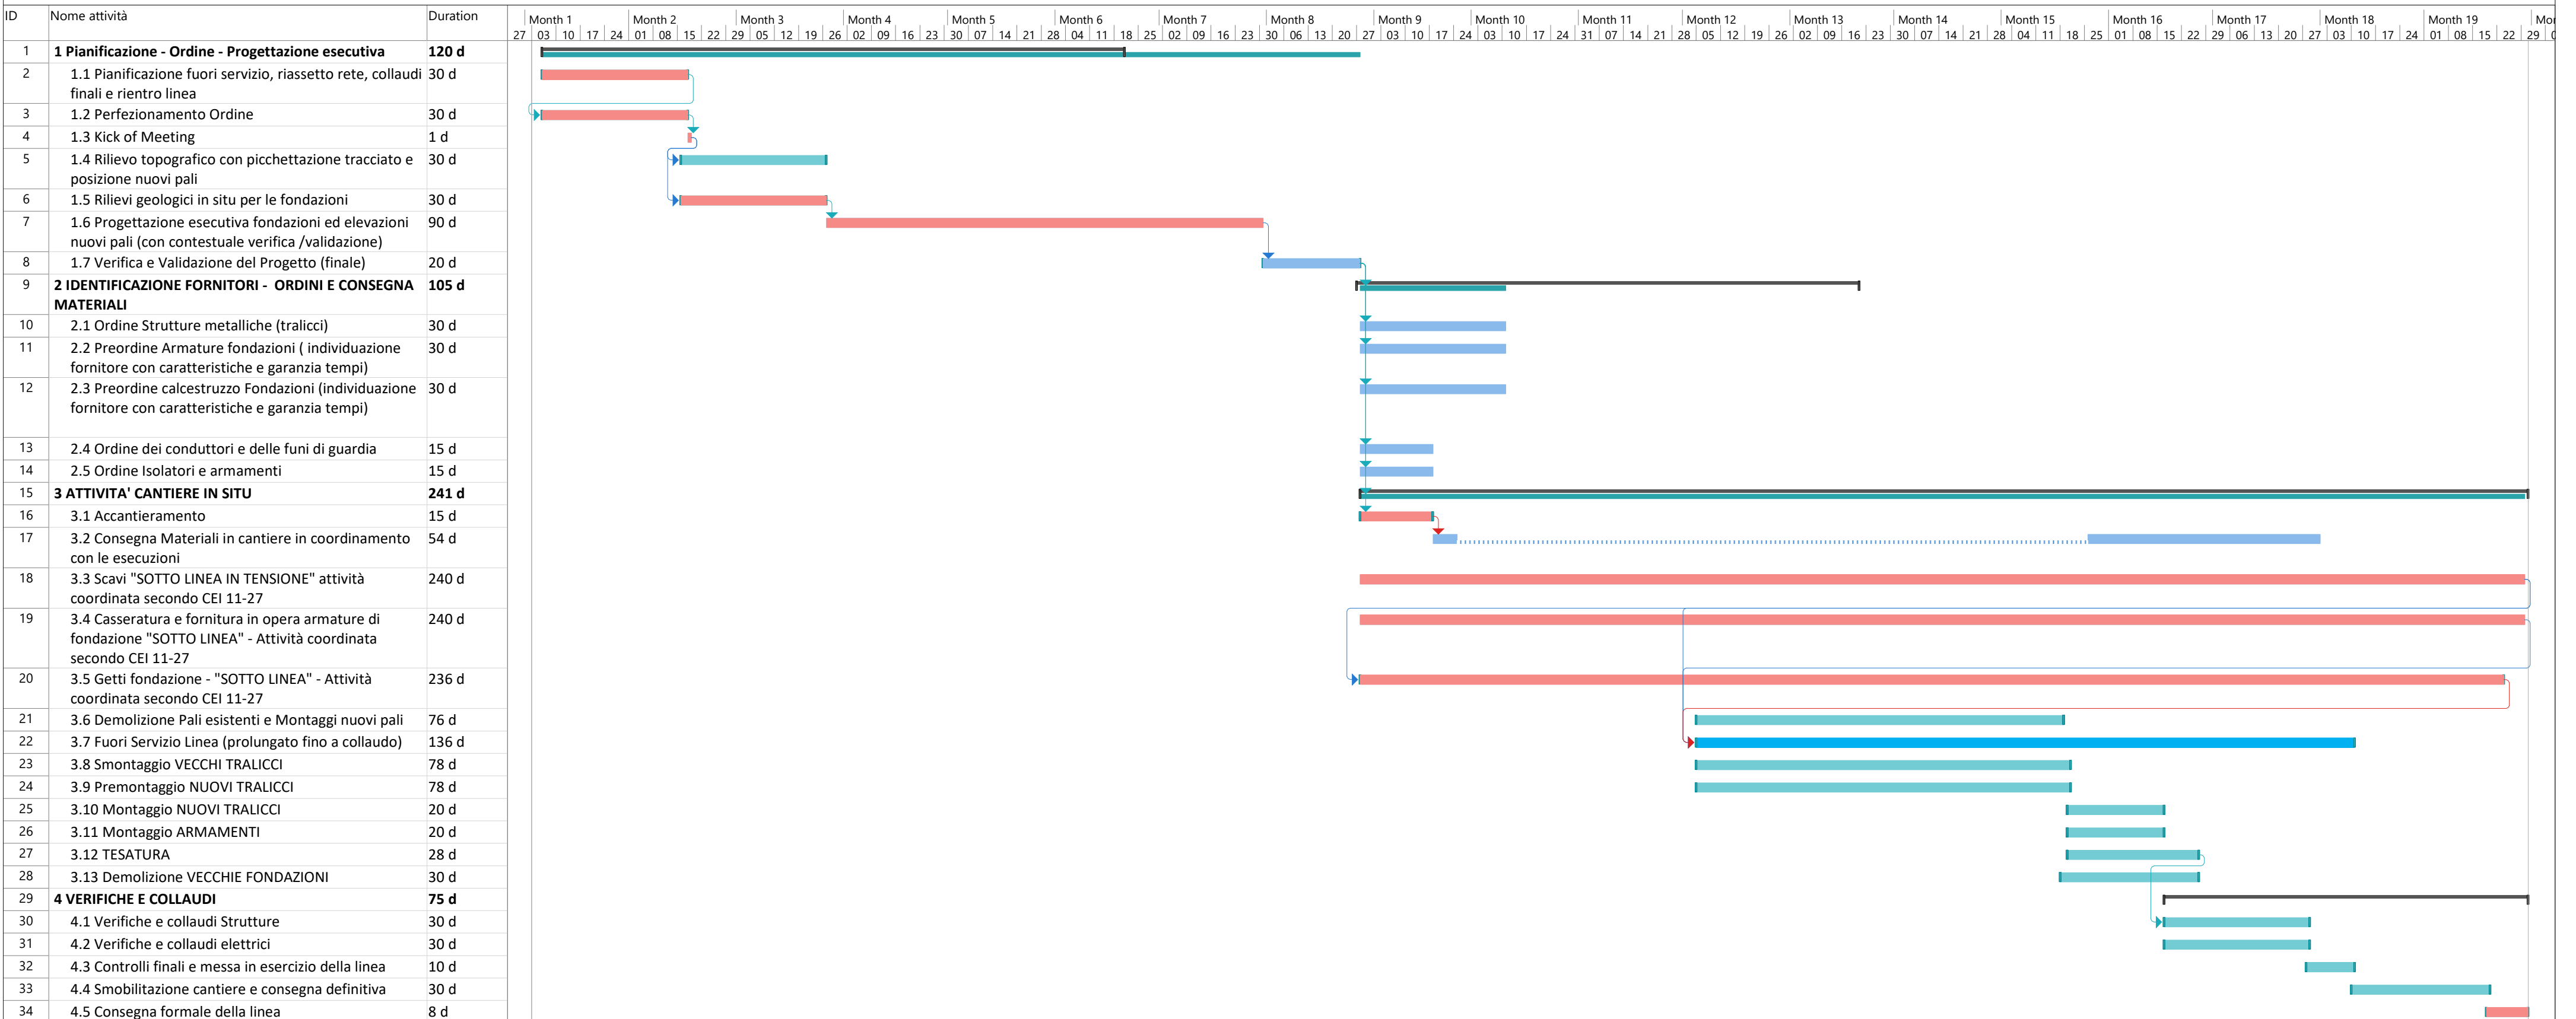 ID Nome attività Duration Month 1 Month 2 Month 3 Month 4 Month 5 Month 6 Month 7 Month 8 Month 9 Month 10 Month 11 Month 12 Month 13 Month 14 Month 15 Month 16 Month 17 Month 18 Month 19 Mor
27 03 10 17 24 01 08 15 22 29 05 12 19 26 02 09 16 23 30 07 14 21 28 04 11 18 25 02 09 16 23 30 06 13 20 27 03 10 17 24 03 10 17 24 31 07 14 21 28 05 12 19 26 02 09 16 23 30 07 14 21 28 04 11 18 25 01 08 15 22 29 06 13 20 27 03 10 17 24 01 08 15 22 29
1 1 Pianificazione - Ordine - Progettazione esecutiva 120 d
2 1.1 Pianificazione fuori servizio, riassetto rete, collaudi 30 d
finali e rientro linea
3 1.2 Perfezionamento Ordine 30 d
4 1.3 Kick of Meeting 1 d
5 1.4 Rilievo topografico con picchettazione tracciato e 30 d
posizione nuovi pali
6 1.5 Rilievi geologici in situ per le fondazioni 30 d
7 1.6 Progettazione esecutiva fondazioni ed elevazioni 90 d
nuovi pali (con contestuale verifica /validazione)
8 1.7 Verifica e Validazione del Progetto (finale) 20 d
9 2 IDENTIFICAZIONE FORNITORI - ORDINI E CONSEGNA 105 d
MATERIALI
10 2.1 Ordine Strutture metalliche (tralicci) 30 d
11 2.2 Preordine Armature fondazioni ( individuazione 30 d
fornitore con caratteristiche e garanzia tempi)
12 2.3 Preordine calcestruzzo Fondazioni (individuazione 30 d
fornitore con caratteristiche e garanzia tempi)
13 2.4 Ordine dei conduttori e delle funi di guardia 15 d
14 2.5 Ordine Isolatori e armamenti 15 d
15 3 ATTIVITA' CANTIERE IN SITU 241 d
16 3.1 Accantieramento 15 d
17 3.2 Consegna Materiali in cantiere in coordinamento 54 d
con le esecuzioni
18 3.3 Scavi "SOTTO LINEA IN TENSIONE" attività 240 d
coordinata secondo CEI 11-27
19 3.4 Casseratura e fornitura in opera armature di 240 d
fondazione "SOTTO LINEA" - Attività coordinata
secondo CEI 11-27
20 3.5 Getti fondazione - "SOTTO LINEA" - Attività 236 d
coordinata secondo CEI 11-27
21 3.6 Demolizione Pali esistenti e Montaggi nuovi pali 76 d
22 3.7 Fuori Servizio Linea (prolungato fino a collaudo) 136 d
23 3.8 Smontaggio VECCHI TRALICCI 78 d
24 3.9 Premontaggio NUOVI TRALICCI 78 d
25 3.10 Montaggio NUOVI TRALICCI 20 d
26 3.11 Montaggio ARMAMENTI 20 d
27 3.12 TESATURA 28 d
28 3.13 Demolizione VECCHIE FONDAZIONI 30 d
29 4 VERIFICHE E COLLAUDI 75 d
30 4.1 Verifiche e collaudi Strutture 30 d
31 4.2 Verifiche e collaudi elettrici 30 d
32 4.3 Controlli finali e messa in esercizio della linea 10 d
33 4.4 Smobilitazione cantiere e consegna definitiva 30 d
34 4.5 Consegna formale della linea 8 d